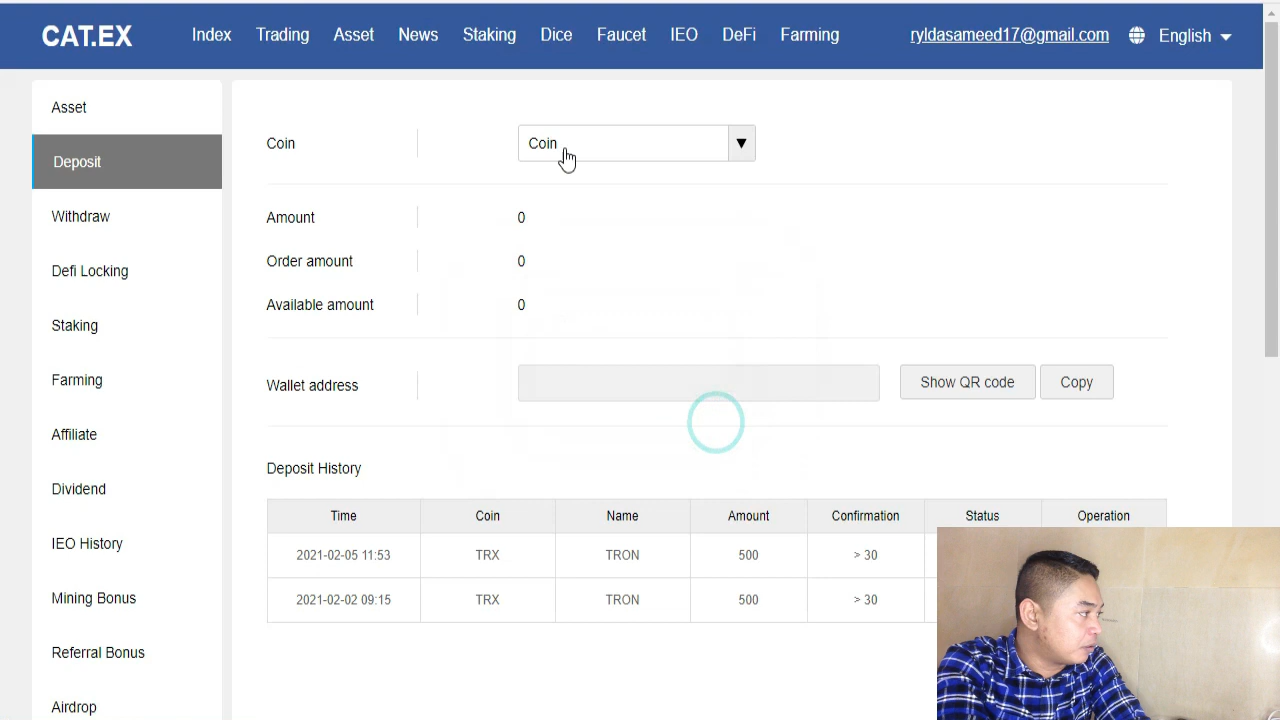 CAT.EX Index Trading Asset News Staking Dice Faucet IEO DeFi Farming ryldasameed17@gmail.com English
Asset
Deposit
Withdraw
Defi Locking
Staking
Farming
Affiliate
Dividend
IEO History
Mining Bonus
Referral Bonus
Airdrop
Coin Coin
Amount 0
Order amount 0
Available amount 0
Wallet address Show QR code Copy
Deposit History
Time Coin Name Amount Confirmation Status Operation
2021-02-05 11:53 TRX TRON 500 > 30
2021-02-02 09:15 TRX TRON 500 > 30